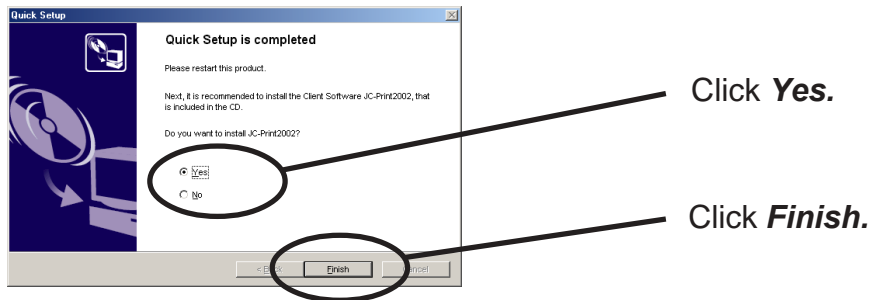 Quick Setup
Quick Setup is completed
Please restart this product.
Next, it is recommended to install the Client Software JC-Print2002, that
is included in the CD.
Do you want to install JC-Print2002?
Yes
No
Click Yes.
Finish
Click Finish.